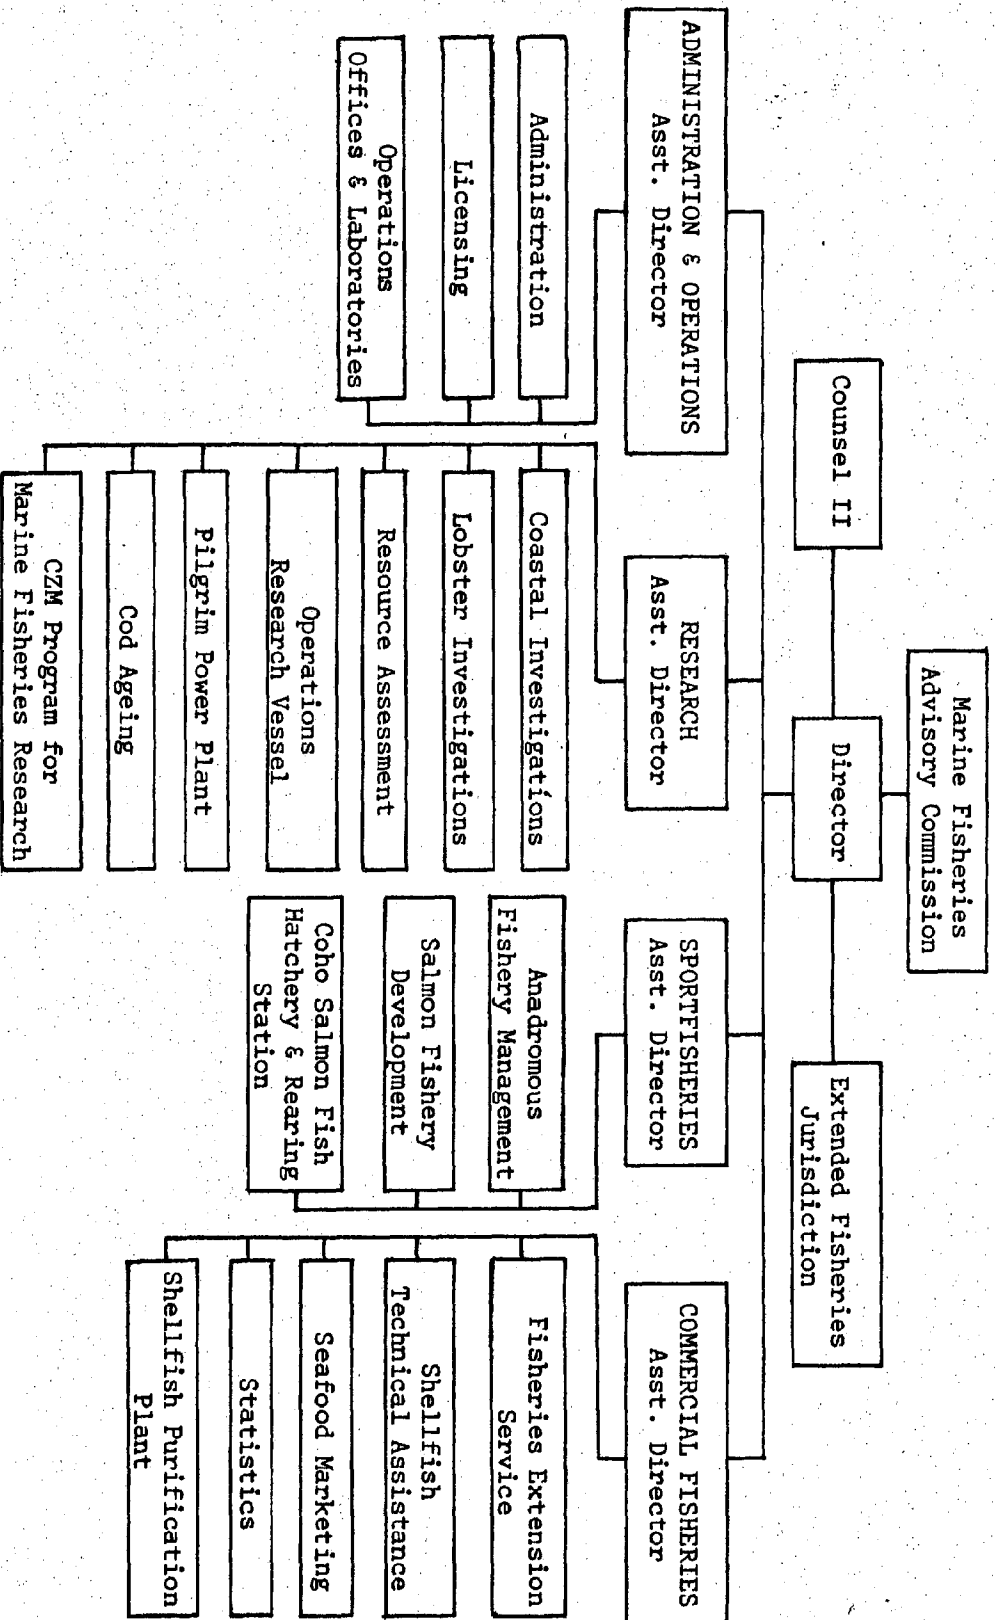 Marine Fisheries
Advisory Commission
Counsel II
Director
Extended Fisheries
Jurisdiction
ADMINISTRATION & OPERATIONS
Asst. Director
Administration
Licensing
Operations
Offices & Laboratories
RESEARCH
Asst. Director
Coastal Investigations
Lobster Investigations
Resource Assessment
Operations
Research Vessel
Pilgrim Power Plant
Cod Ageing
CZM Program for
Marine Fisheries Research
SPORTFISHERIES
Asst. Director
Anadromous
Fishery Management
Salmon Fishery
Development
Coho Salmon Fish
Hatchery & Rearing
Station
COMMERCIAL FISHERIES
Asst. Director
Fisheries Extension
Service
Shellfish
Technical Assistance
Seafood Marketing
Statistics
Shellfish Purification
Plant